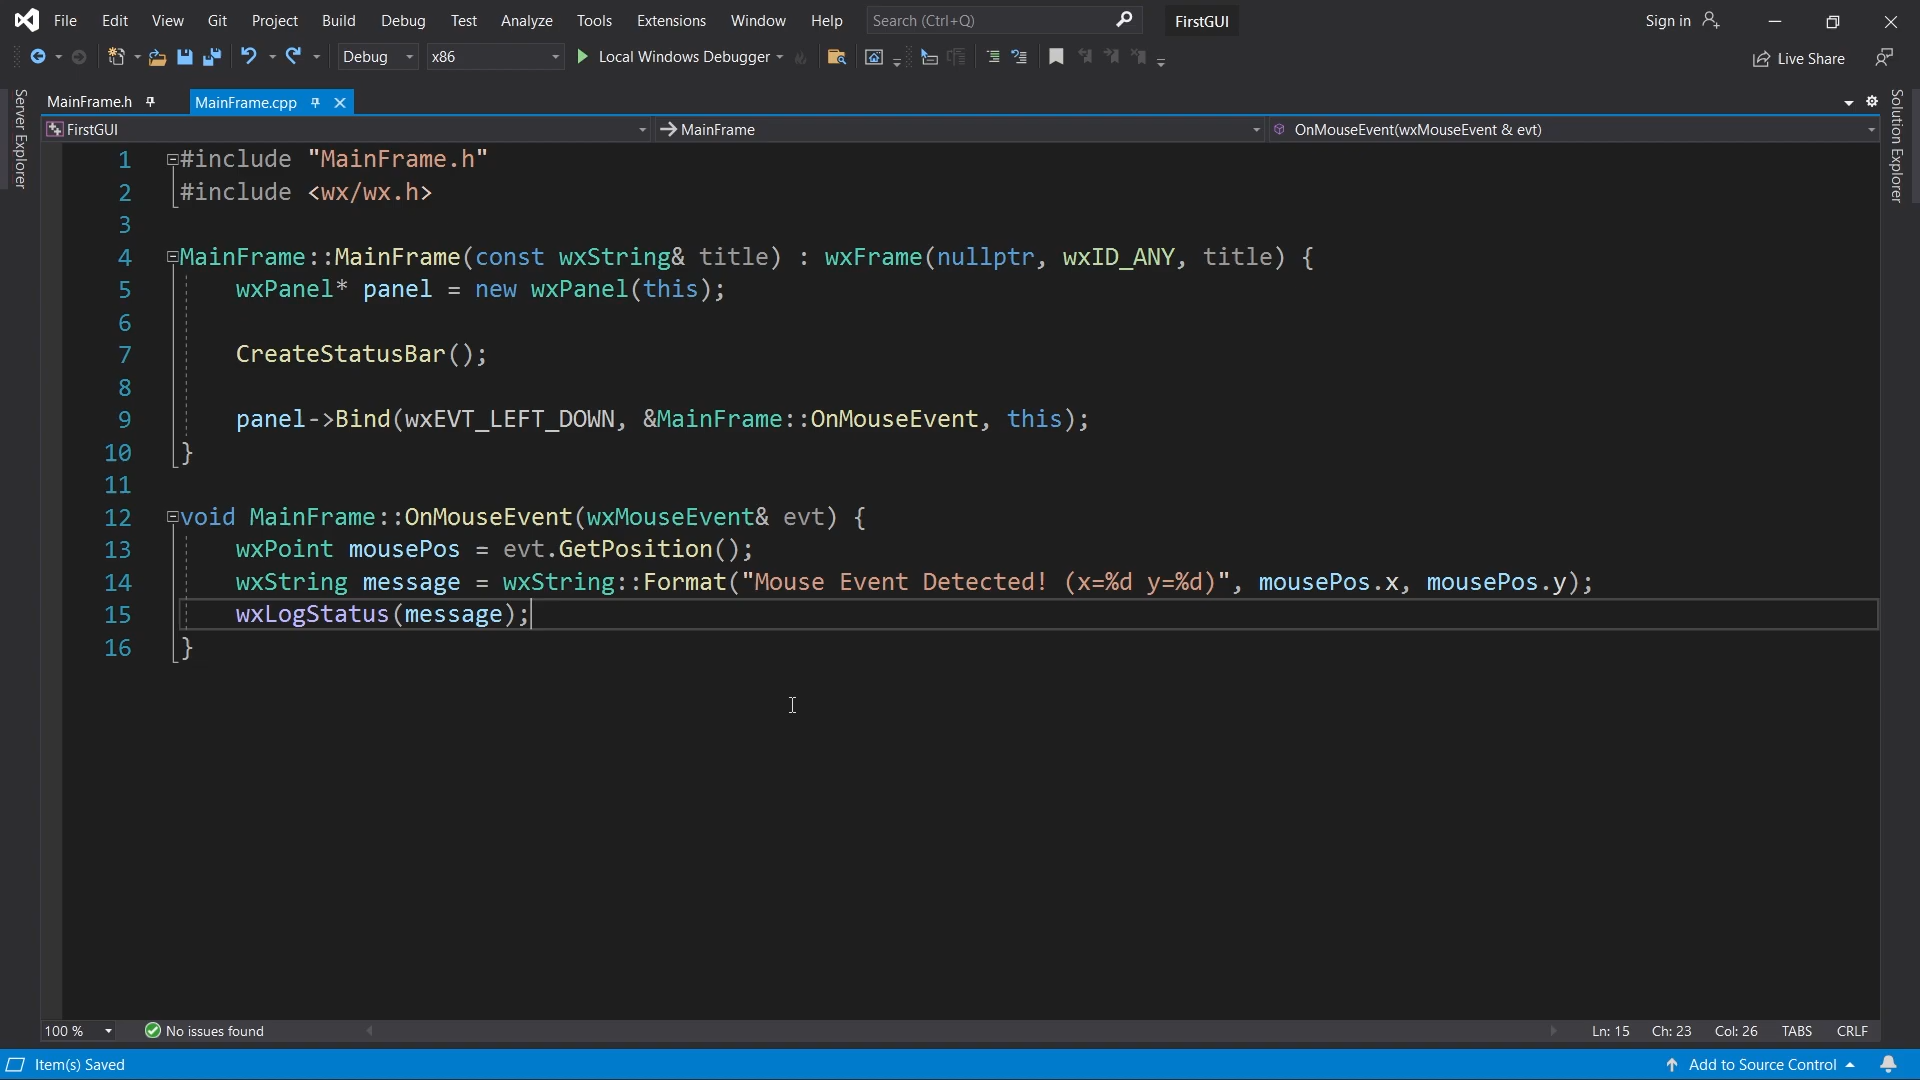 File Edit View Git Project Build Debug Test Analyze Tools Extensions Window Help Search (Ctrl+Q) FirstGUI Sign in
Debug x86 Local Windows Debugger Live Share
Server Explorer
MainFrame.h MainFrame.cpp
Solution Explorer
FirstGUI MainFrame OnMouseEvent(wxMouseEvent & evt)
1 #include "MainFrame.h"
2 #include <wx/wx.h>
3
4 MainFrame::MainFrame(const wxString& title) : wxFrame(nullptr, wxID_ANY, title) {
5 wxPanel* panel = new wxPanel(this);
6
7 CreateStatusBar();
8
9 panel->Bind(wxEVT_LEFT_DOWN, &MainFrame::OnMouseEvent, this);
10 }
11
12 void MainFrame::OnMouseEvent(wxMouseEvent& evt) {
13 wxPoint mousePos = evt.GetPosition();
14 wxString message = wxString::Format("Mouse Event Detected! (x=%d y=%d)", mousePos.x, mousePos.y);
15 wxLogStatus(message);
16 }
100 % No issues found Ln: 15 Ch: 23 Col: 26 TABS CRLF
Item(s) Saved Add to Source Control